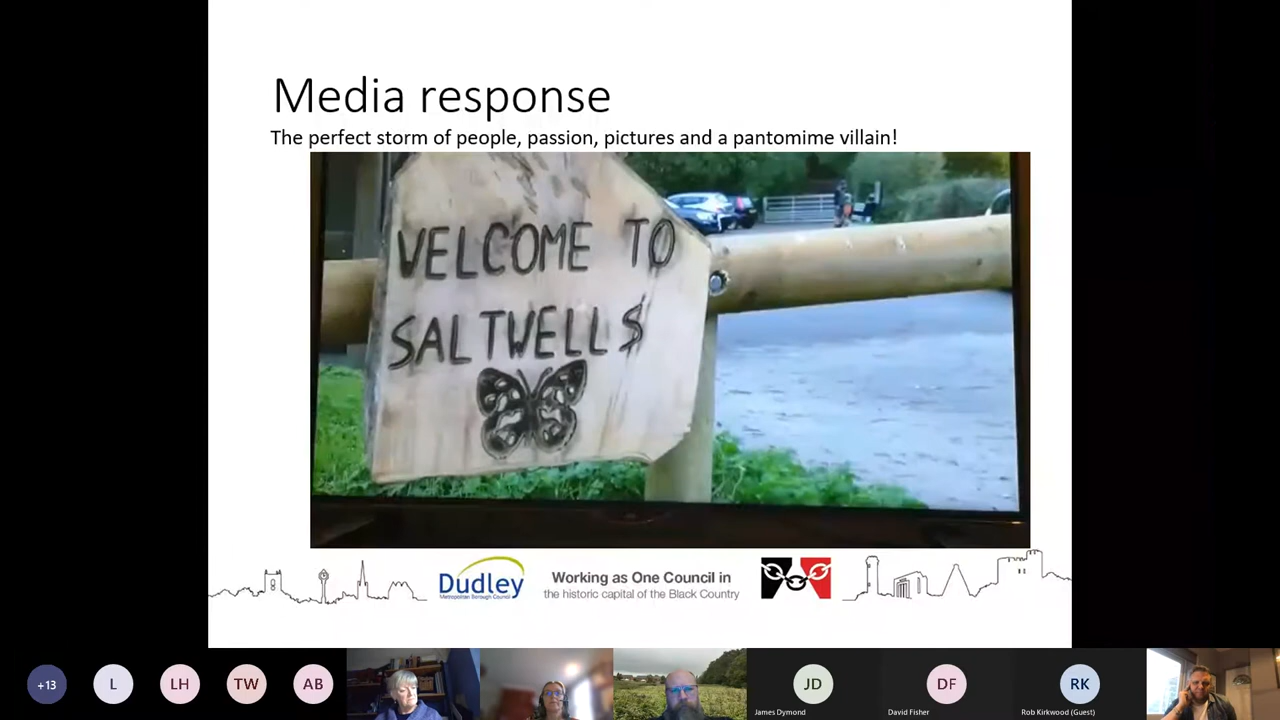 Media response
The perfect storm of people, passion, pictures and a pantomime villain!
WELCOME TO
SALTWELLS
Dudley
Metropolitan Borough Council
Working as One Council in
the historic capital of the Black Country
+13
L
LH
TW
AB
JD
James Dymond
DF
David Fisher
RK
Rob Kirkwood (Guest)